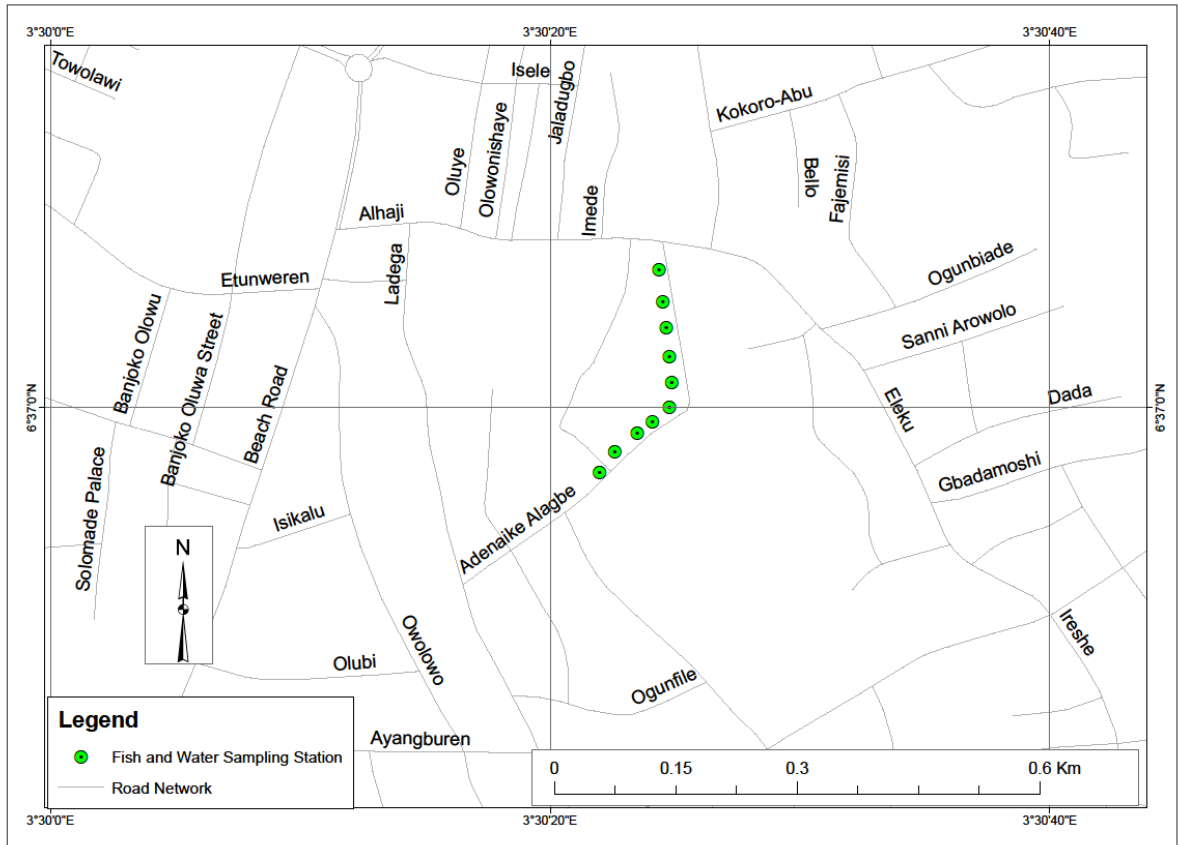 3°30'0"E
3°30'20"E
3°30'40"E
Towolawi
Isele
Jaladugbo
Kokoro-Abu
Oluye
Olowonishaye
Bello
Fajemisi
Imede
Alhaji
Ladega
Etunweren
Ogunbiade
Sanni Arowolo
Banjoko Olowu
Banjoko Oluwa Street
Beach Road
Eleku
Dada
6°37'0"N
6°37'0"N
Gbadamoshi
Solomade Palace
Isikalu
Adenaike Alagbe
N
Owolowo
Ireshe
Olubi
Ogunfile
Ayangburen
Legend
Fish and Water Sampling Station
Road Network
0 0.15 0.3 0.6 Km
3°30'0"E
3°30'20"E
3°30'40"E